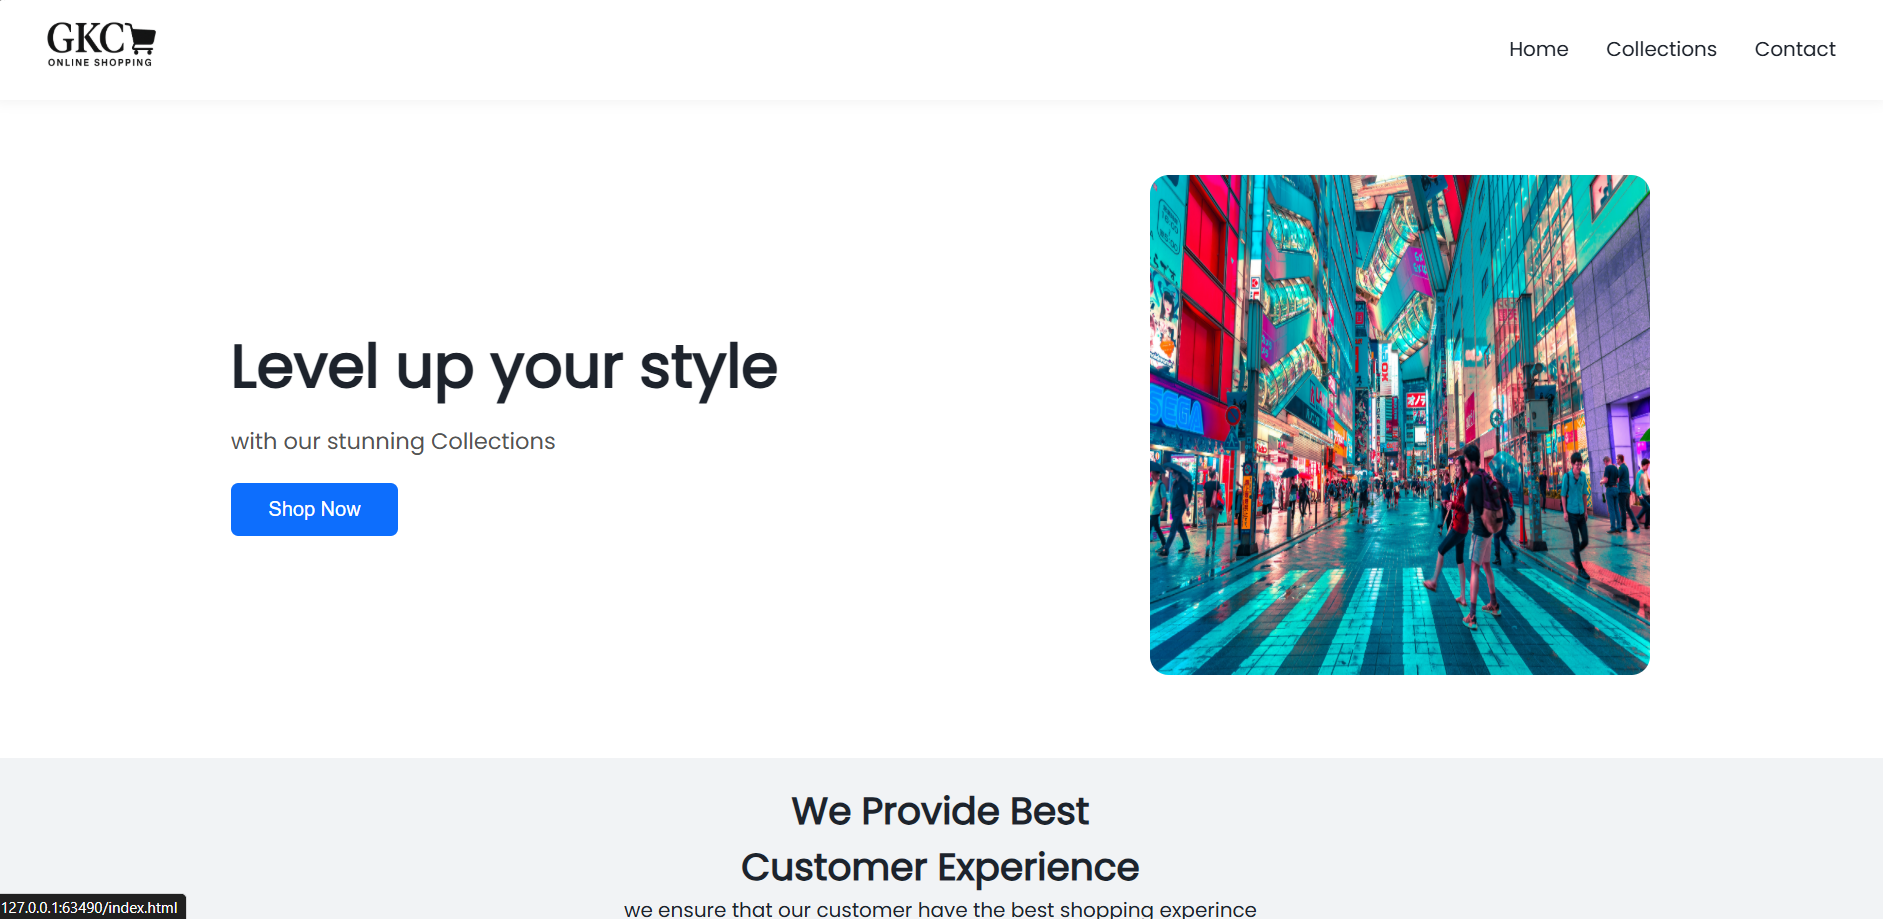 GKC
ONLINE SHOPPING
Home Collections Contact
SEGA
Level up your style
with our stunning Collections
Shop Now
We Provide Best
Customer Experience
we ensure that our customer have the best shopping experince
127.0.0.1:63490/index.html